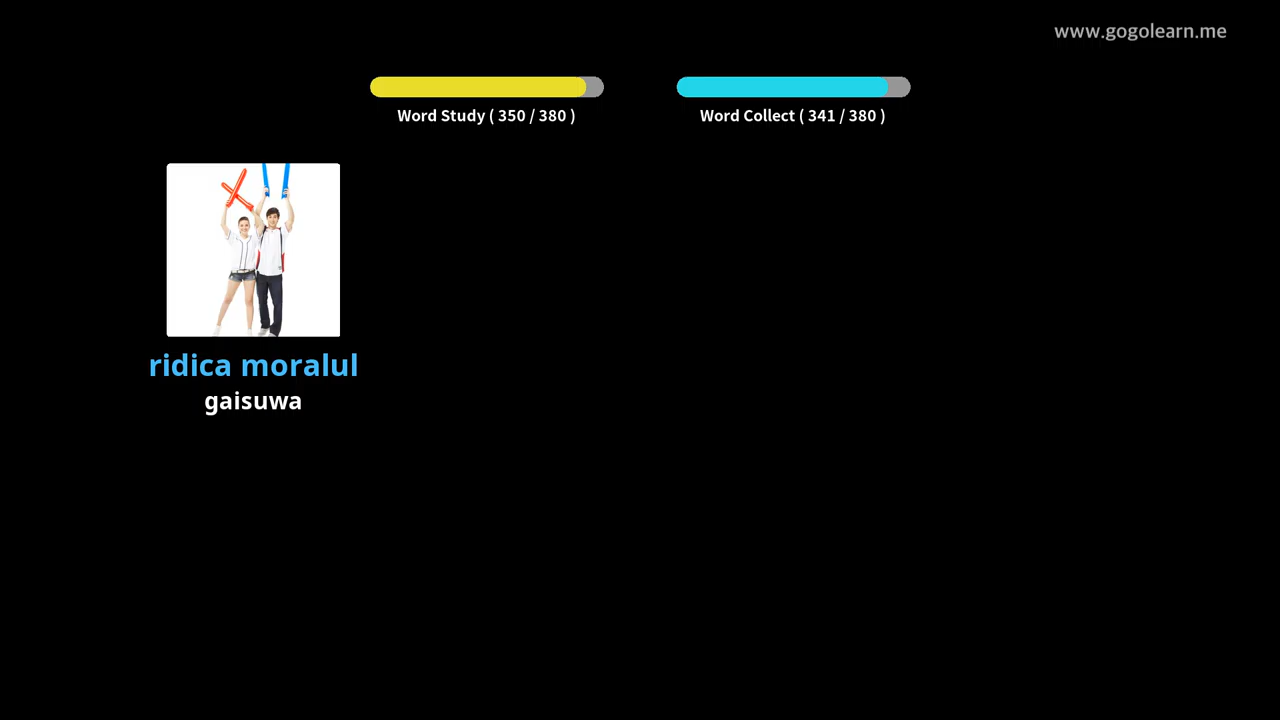 www.gogolearn.me
Word Study ( 350 / 380 )
Word Collect ( 341 / 380 )
ridica moralul
gaisuwa